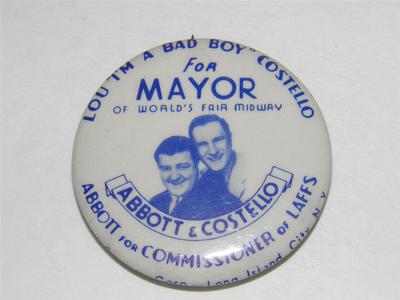 LOU "I'M A BAD BOY" COSTELLO
FOR
MAYOR
OF WORLD'S FAIR MIDWAY
ABBOTT & COSTELLO
ABBOTT FOR COMMISSIONER OF LAFFS
Corp., Long Island City, N.Y.